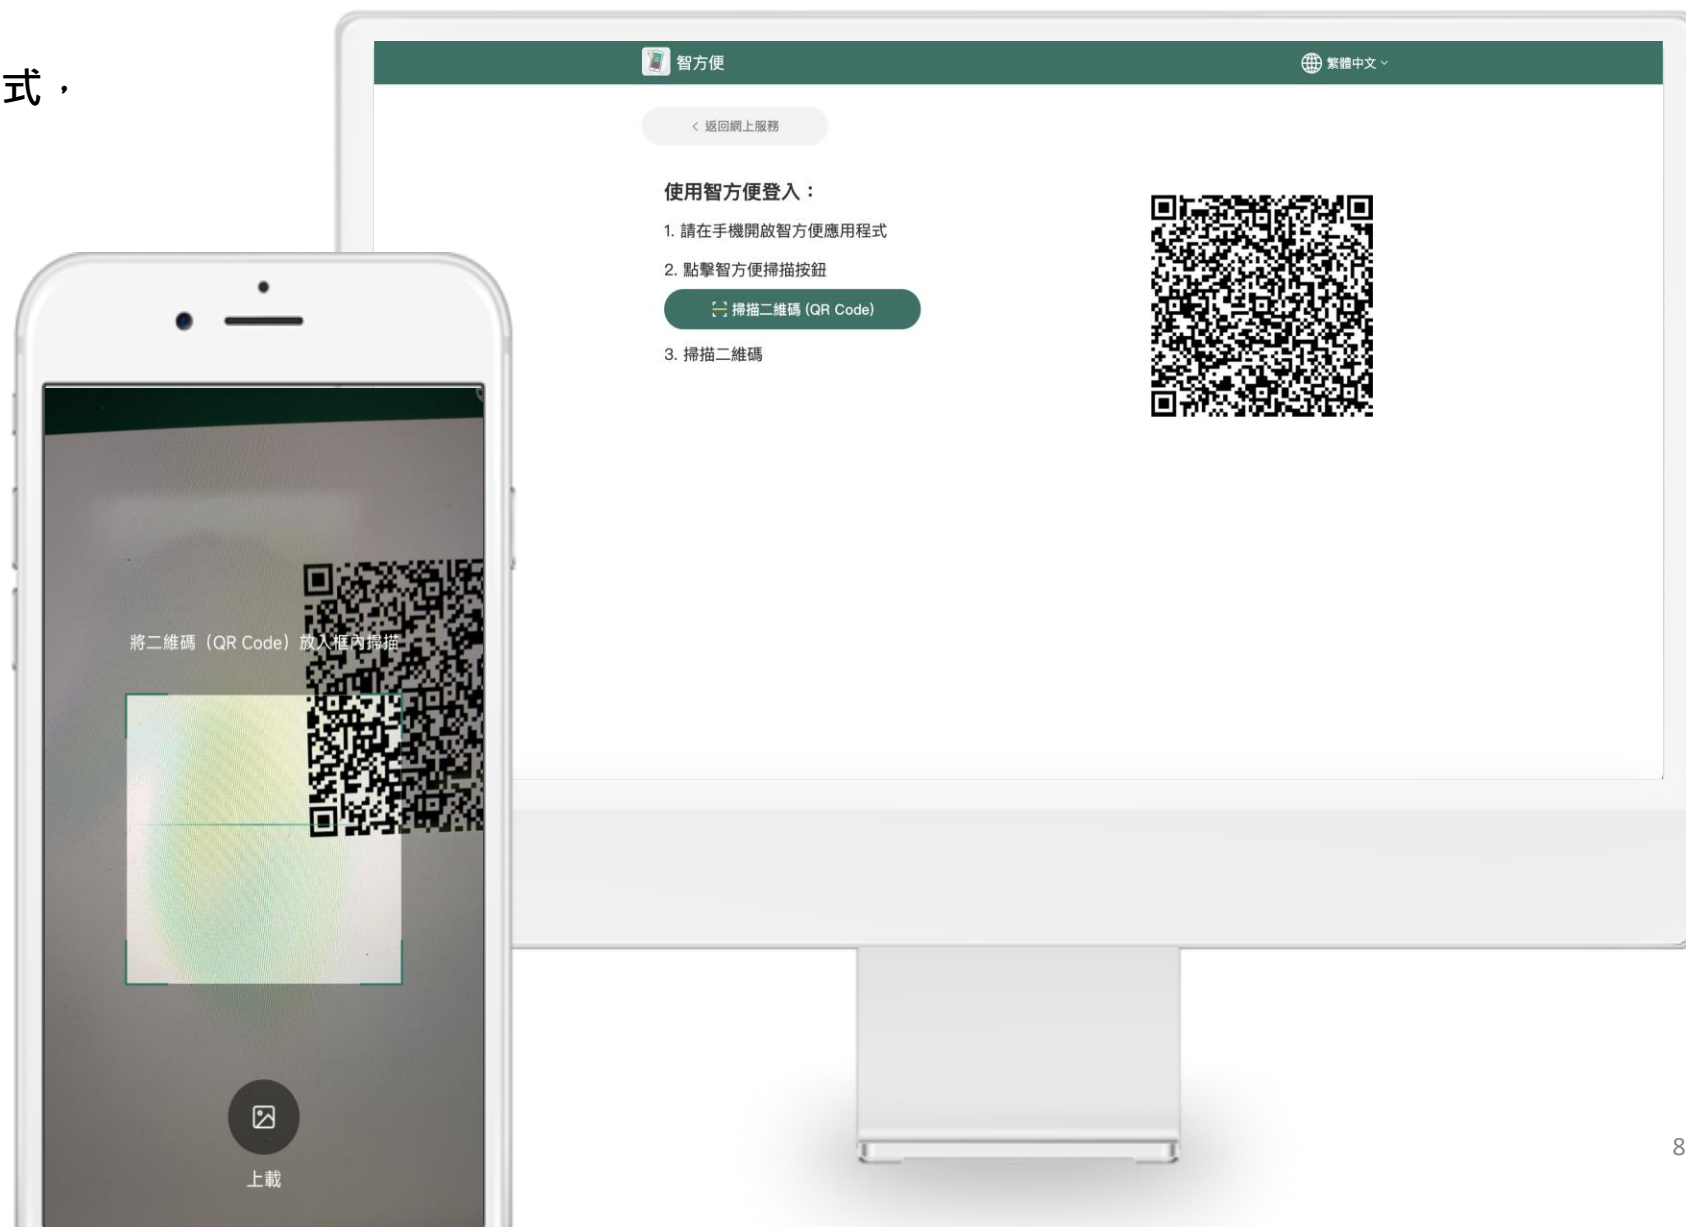 式，
智方便
繁體中文
< 返回網上服務
使用智方便登入：
1. 請在手機開啟智方便應用程式
2. 點擊智方便掃描按鈕
掃描二維碼 (QR Code)
3. 掃描二維碼
將二維碼（QR Code）放入框內掃描
上載
8